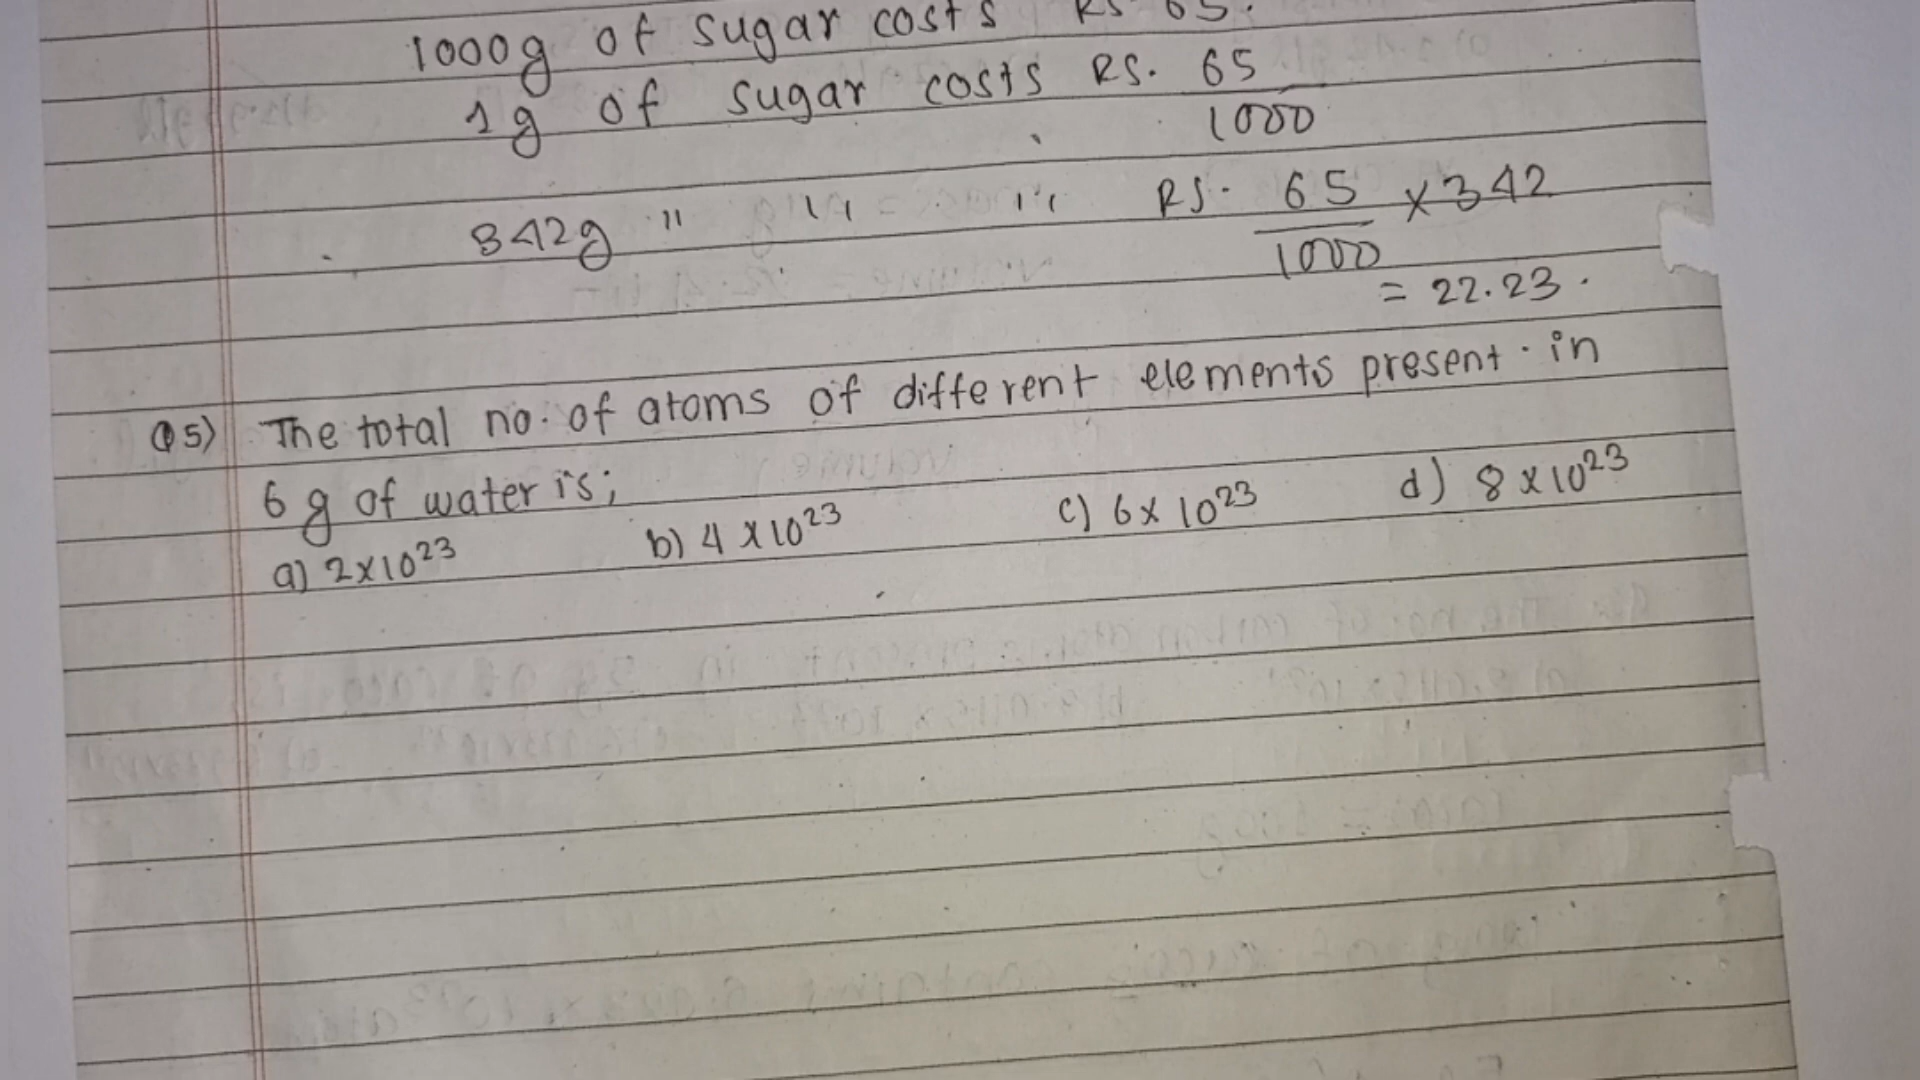 1000g of sugar costs Rs 65.
1g of sugar costs RS. 65/1000
342g " " " RS. 65/1000 × 342
= 22.23.
Q5) The total no. of atoms of different elements present in
6 g of water is;
a) 2×10²³ b) 4×10²³ c) 6×10²³ d) 8×10²³